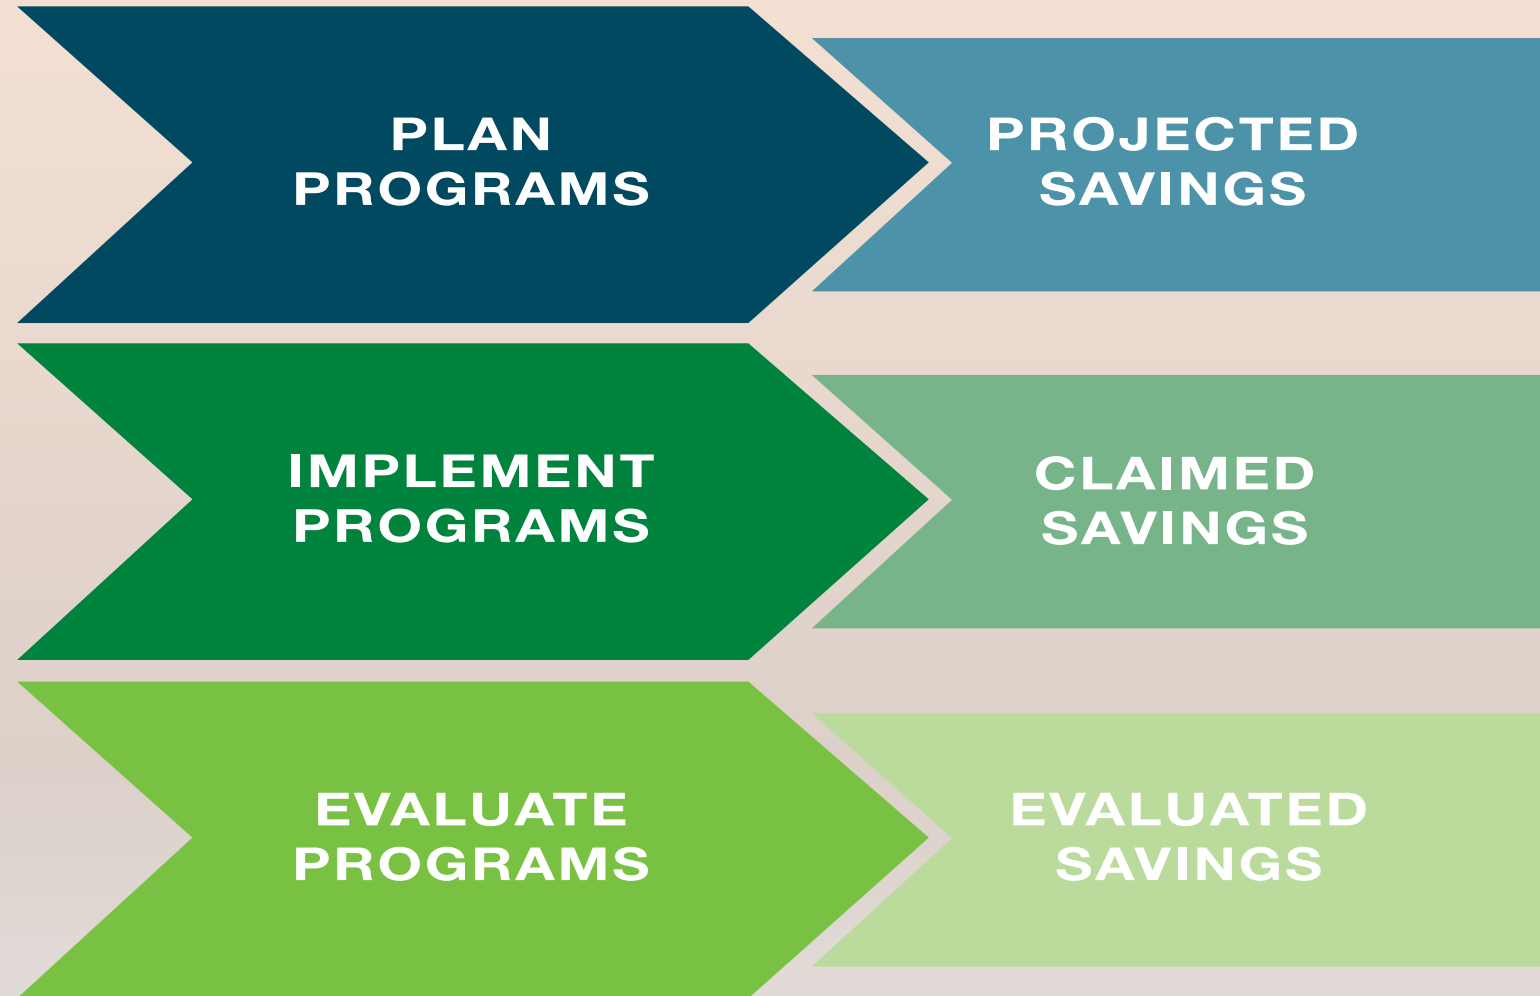 PLAN
PROGRAMS
PROJECTED
SAVINGS
IMPLEMENT
PROGRAMS
CLAIMED
SAVINGS
EVALUATE
PROGRAMS
EVALUATED
SAVINGS